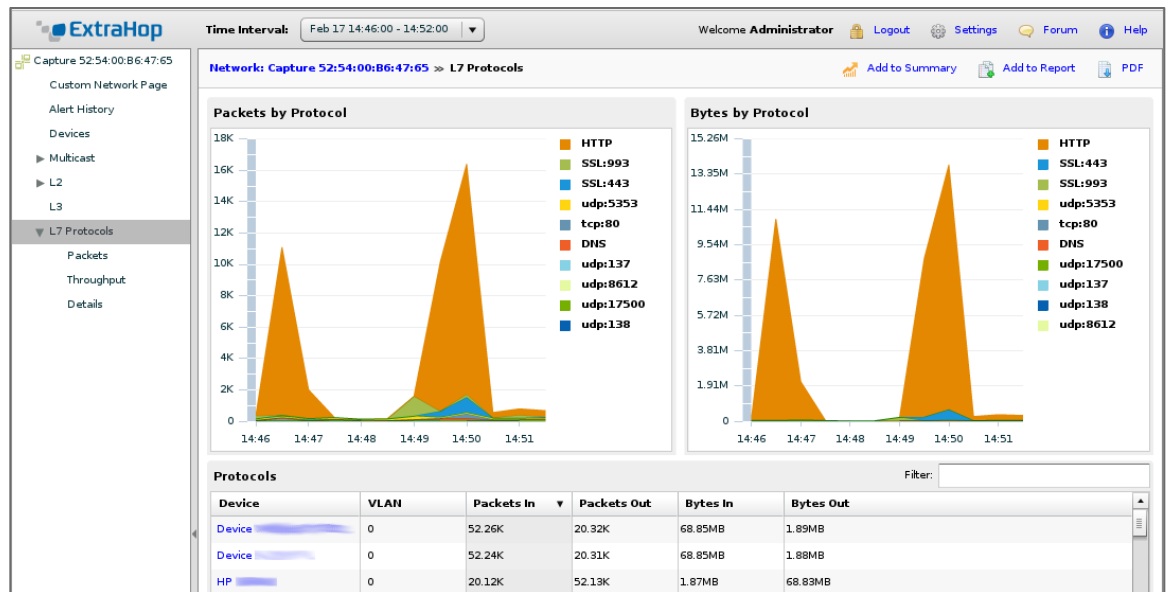 ExtraHop Time Interval: Feb 17 14:46:00 - 14:52:00 Welcome Administrator Logout Settings Forum Help
Capture 52:54:00:B6:47:65
Custom Network Page
Alert History
Devices
Multicast
L2
L3
L7 Protocols
Packets
Throughput
Details
Network: Capture 52:54:00:B6:47:65 » L7 Protocols Add to Summary Add to Report PDF
Packets by Protocol
18K
16K
14K
12K
10K
8K
6K
4K
2K
0
14:46 14:47 14:48 14:49 14:50 14:51
HTTP
SSL:993
SSL:443
udp:5353
tcp:80
DNS
udp:137
udp:8612
udp:17500
udp:138
Bytes by Protocol
15.26M
13.35M
11.44M
9.54M
7.63M
5.72M
3.81M
1.91M
0
14:46 14:47 14:48 14:49 14:50 14:51
HTTP
SSL:443
SSL:993
udp:5353
tcp:80
DNS
udp:17500
udp:137
udp:138
udp:8612
Protocols Filter:
Device VLAN Packets In Packets Out Bytes In Bytes Out
Device 0 52.26K 20.32K 68.85MB 1.89MB
Device 0 52.24K 20.31K 68.85MB 1.88MB
HP 0 20.12K 52.13K 1.87MB 68.83MB